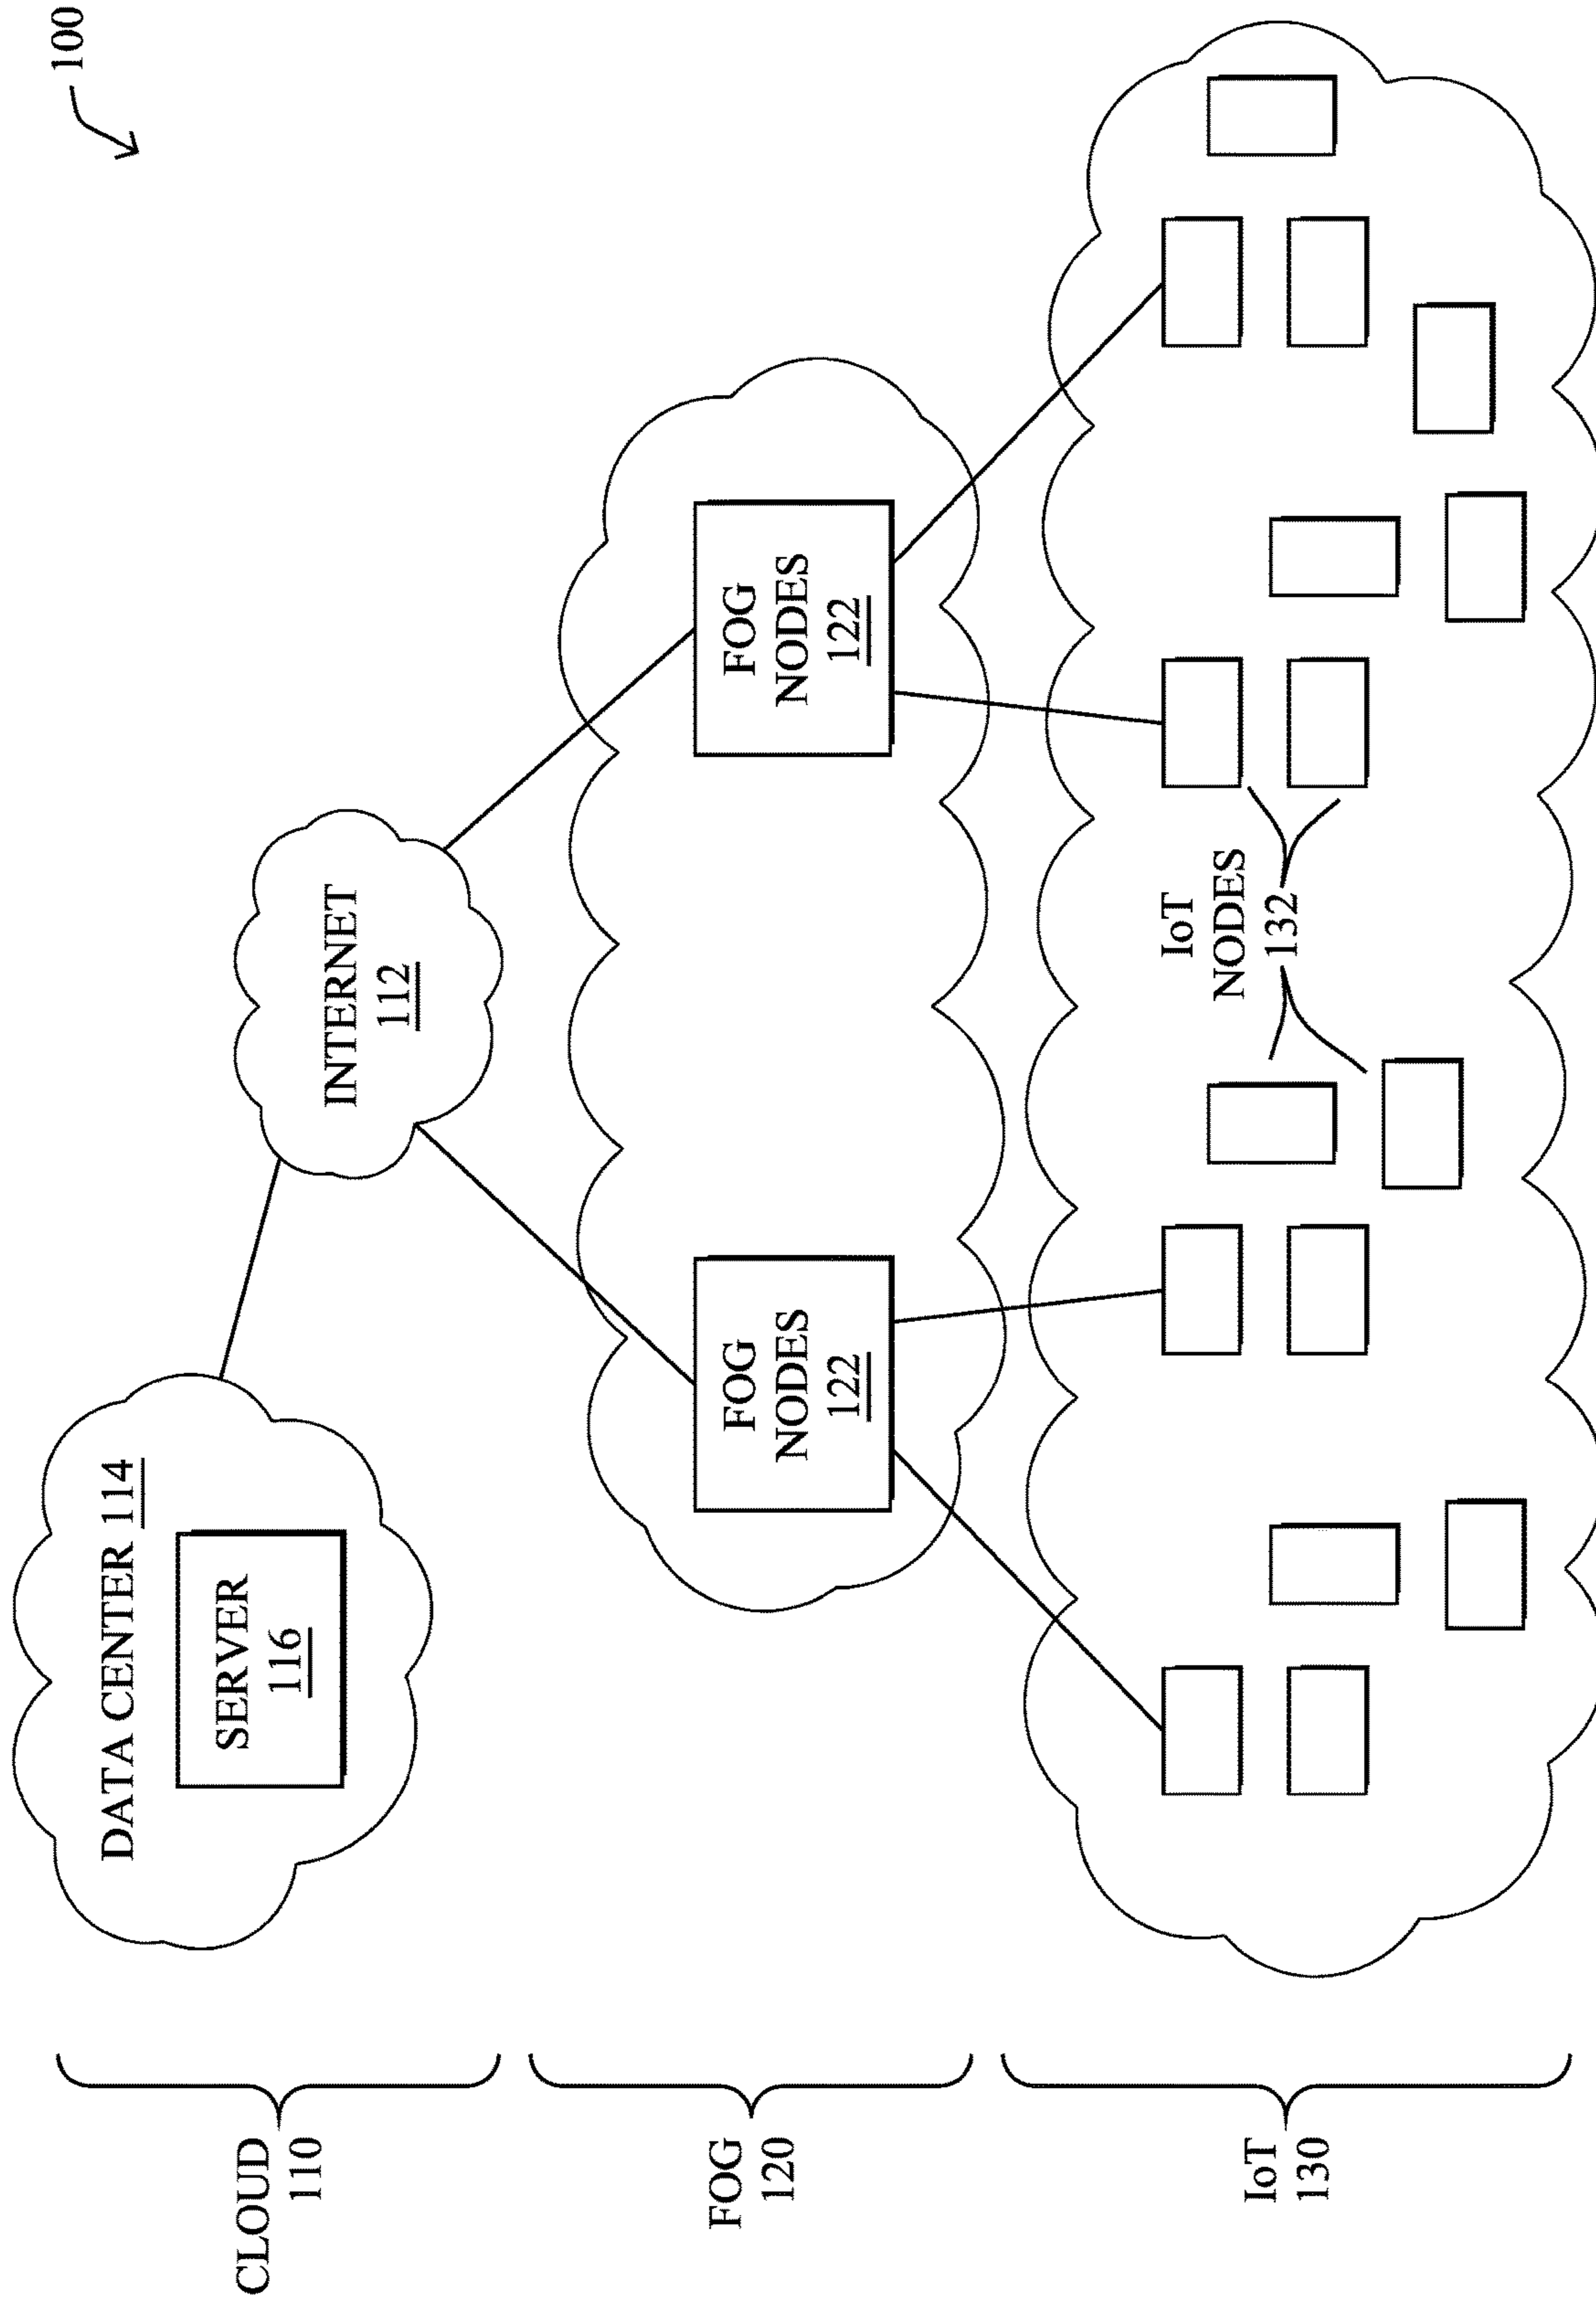 100
CLOUD
110
DATA CENTER 114
SERVER
116
INTERNET
112
FOG
120
FOG
NODES
122
FOG
NODES
122
IoT
130
IoT
NODES
132